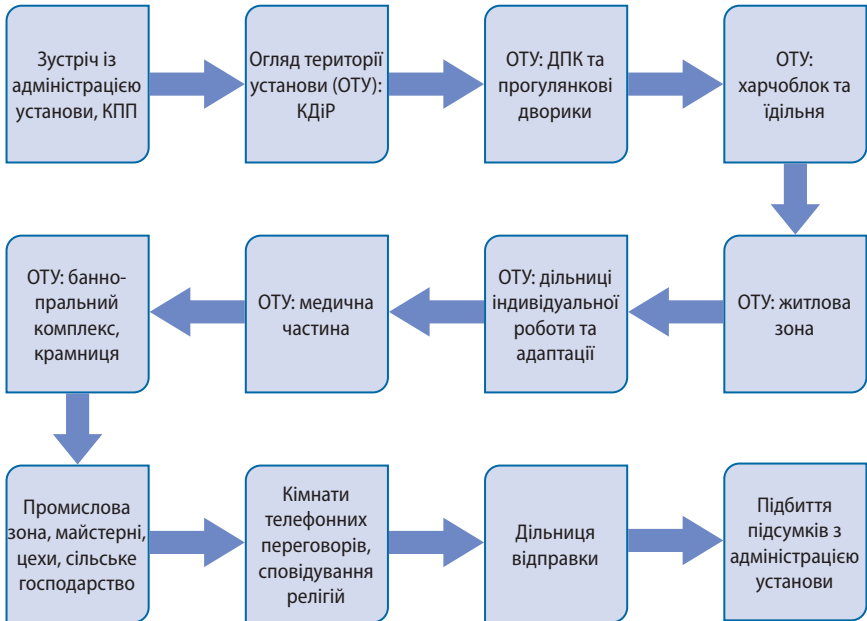 Зустріч із
адміністрацією
установи, КПП
Огляд території
установи (ОТУ):
КДіР
ОТУ: ДПК та
прогулянкові
дворики
ОТУ:
харчоблок та
їдільня
ОТУ: житлова
зона
ОТУ: дільниці
індивідуальної
роботи та
адаптації
ОТУ: медична
частина
ОТУ: банно-
пральний
комплекс,
крамниця
Промислова
зона, майстерні,
цехи, сільське
господарство
Кімнати
телефонних
переговорів,
сповідування
релігій
Дільниця
відправки
Підбиття
підсумків з
адміністрацією
установи